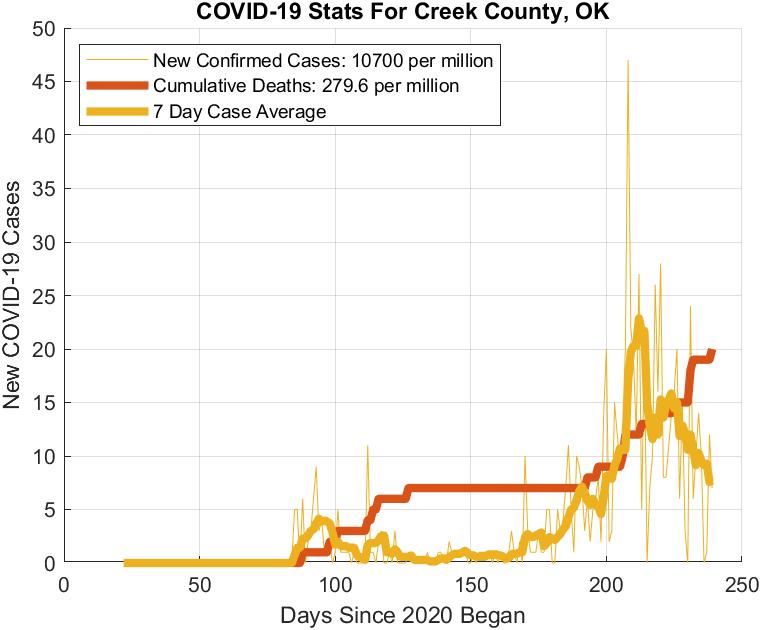 COVID-19 Stats For Creek County, OK
50
45
40
35
30
25
20
15
10
5
0
New COVID-19 Cases
New Confirmed Cases: 10700 per million
Cumulative Deaths: 279.6 per million
7 Day Case Average
0 50 100 150 200 250
Days Since 2020 Began